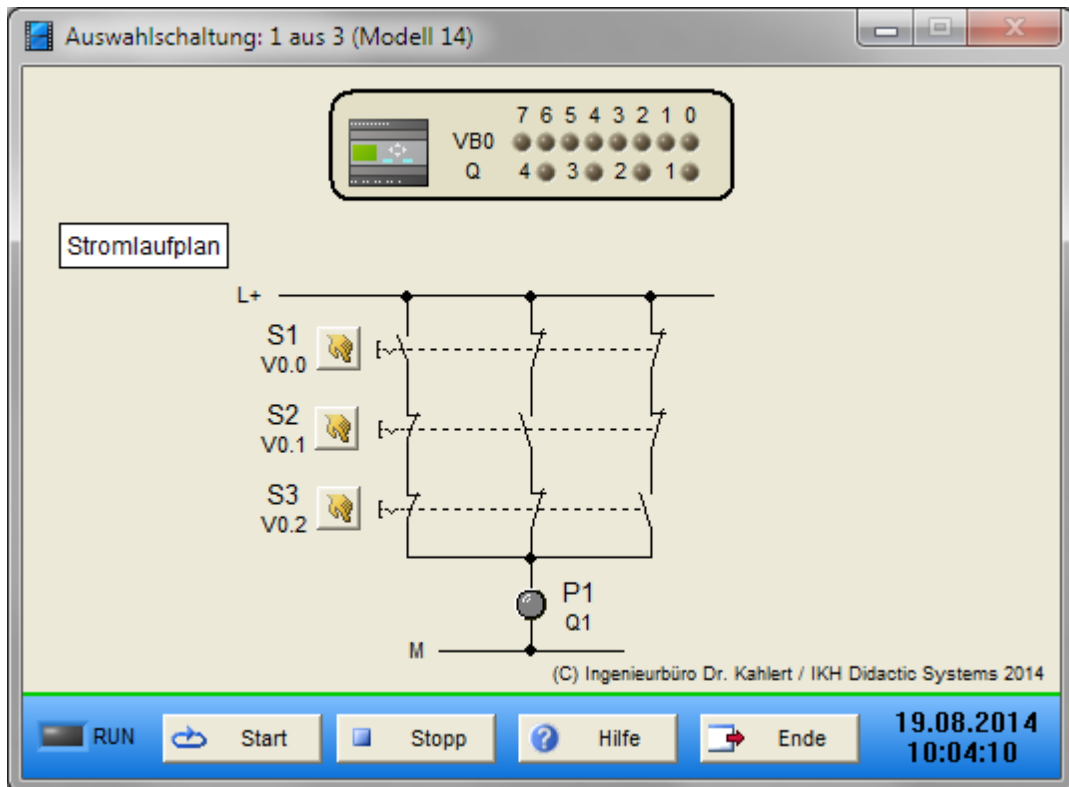 Auswahlschaltung: 1 aus 3 (Modell 14)
7 6 5 4 3 2 1 0
VB0
Q 4 3 2 1
Stromlaufplan
L+
S1
V0.0
S2
V0.1
S3
V0.2
P1
Q1
M
(C) Ingenieurbüro Dr. Kahlert / IKH Didactic Systems 2014
RUN Start Stopp Hilfe Ende
19.08.2014
10:04:10